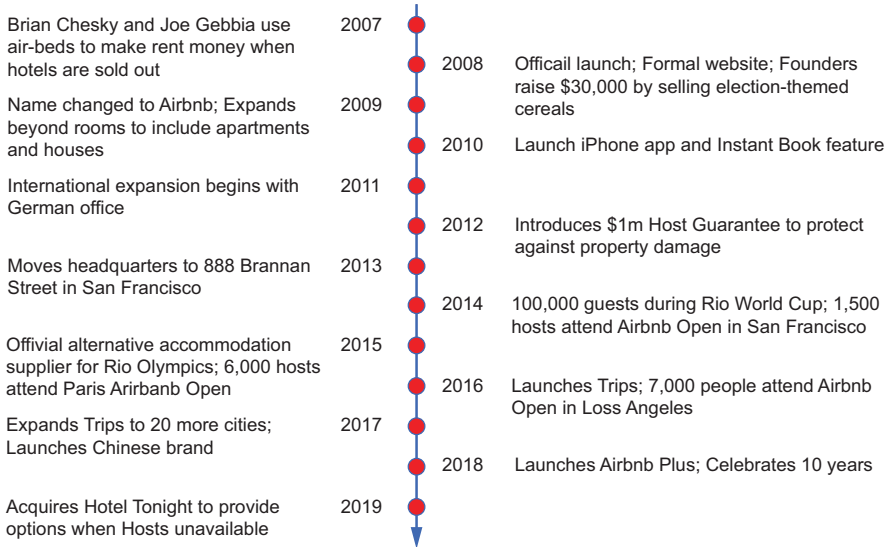 Brian Chesky and Joe Gebbia use
air-beds to make rent money when
hotels are sold out
2007
2008
Officail launch; Formal website; Founders
raise $30,000 by selling election-themed
cereals
Name changed to Airbnb; Expands
beyond rooms to include apartments
and houses
2009
2010
Launch iPhone app and Instant Book feature
International expansion begins with
German office
2011
2012
Introduces $1m Host Guarantee to protect
against property damage
Moves headquarters to 888 Brannan
Street in San Francisco
2013
2014
100,000 guests during Rio World Cup; 1,500
hosts attend Airbnb Open in San Francisco
Offivial alternative accommodation
supplier for Rio Olympics; 6,000 hosts
attend Paris Arirbanb Open
2015
2016
Launches Trips; 7,000 people attend Airbnb
Open in Loss Angeles
Expands Trips to 20 more cities;
Launches Chinese brand
2017
2018
Launches Airbnb Plus; Celebrates 10 years
Acquires Hotel Tonight to provide
options when Hosts unavailable
2019